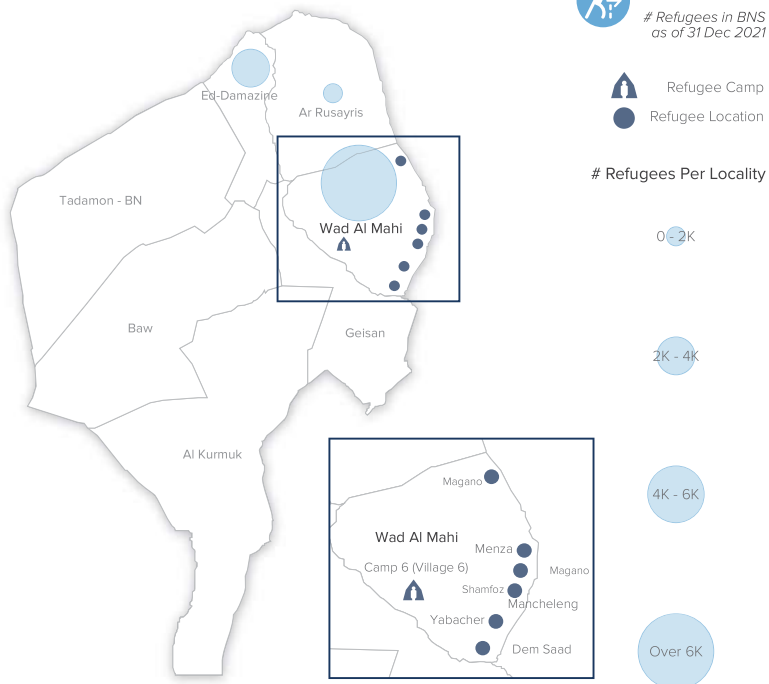 # Refugees in BNS
as of 31 Dec 2021
Refugee Camp
Refugee Location
# Refugees Per Locality
0 - 2K
2K - 4K
4K - 6K
Over 6K
Ed-Damazine
Ar Rusayris
Tadamon - BN
Wad Al Mahi
Baw
Geisan
Al Kurmuk
Magano
Wad Al Mahi
Menza
Camp 6 (Village 6)
Magano
Shamfoz
Mancheleng
Yabacher
Dem Saad